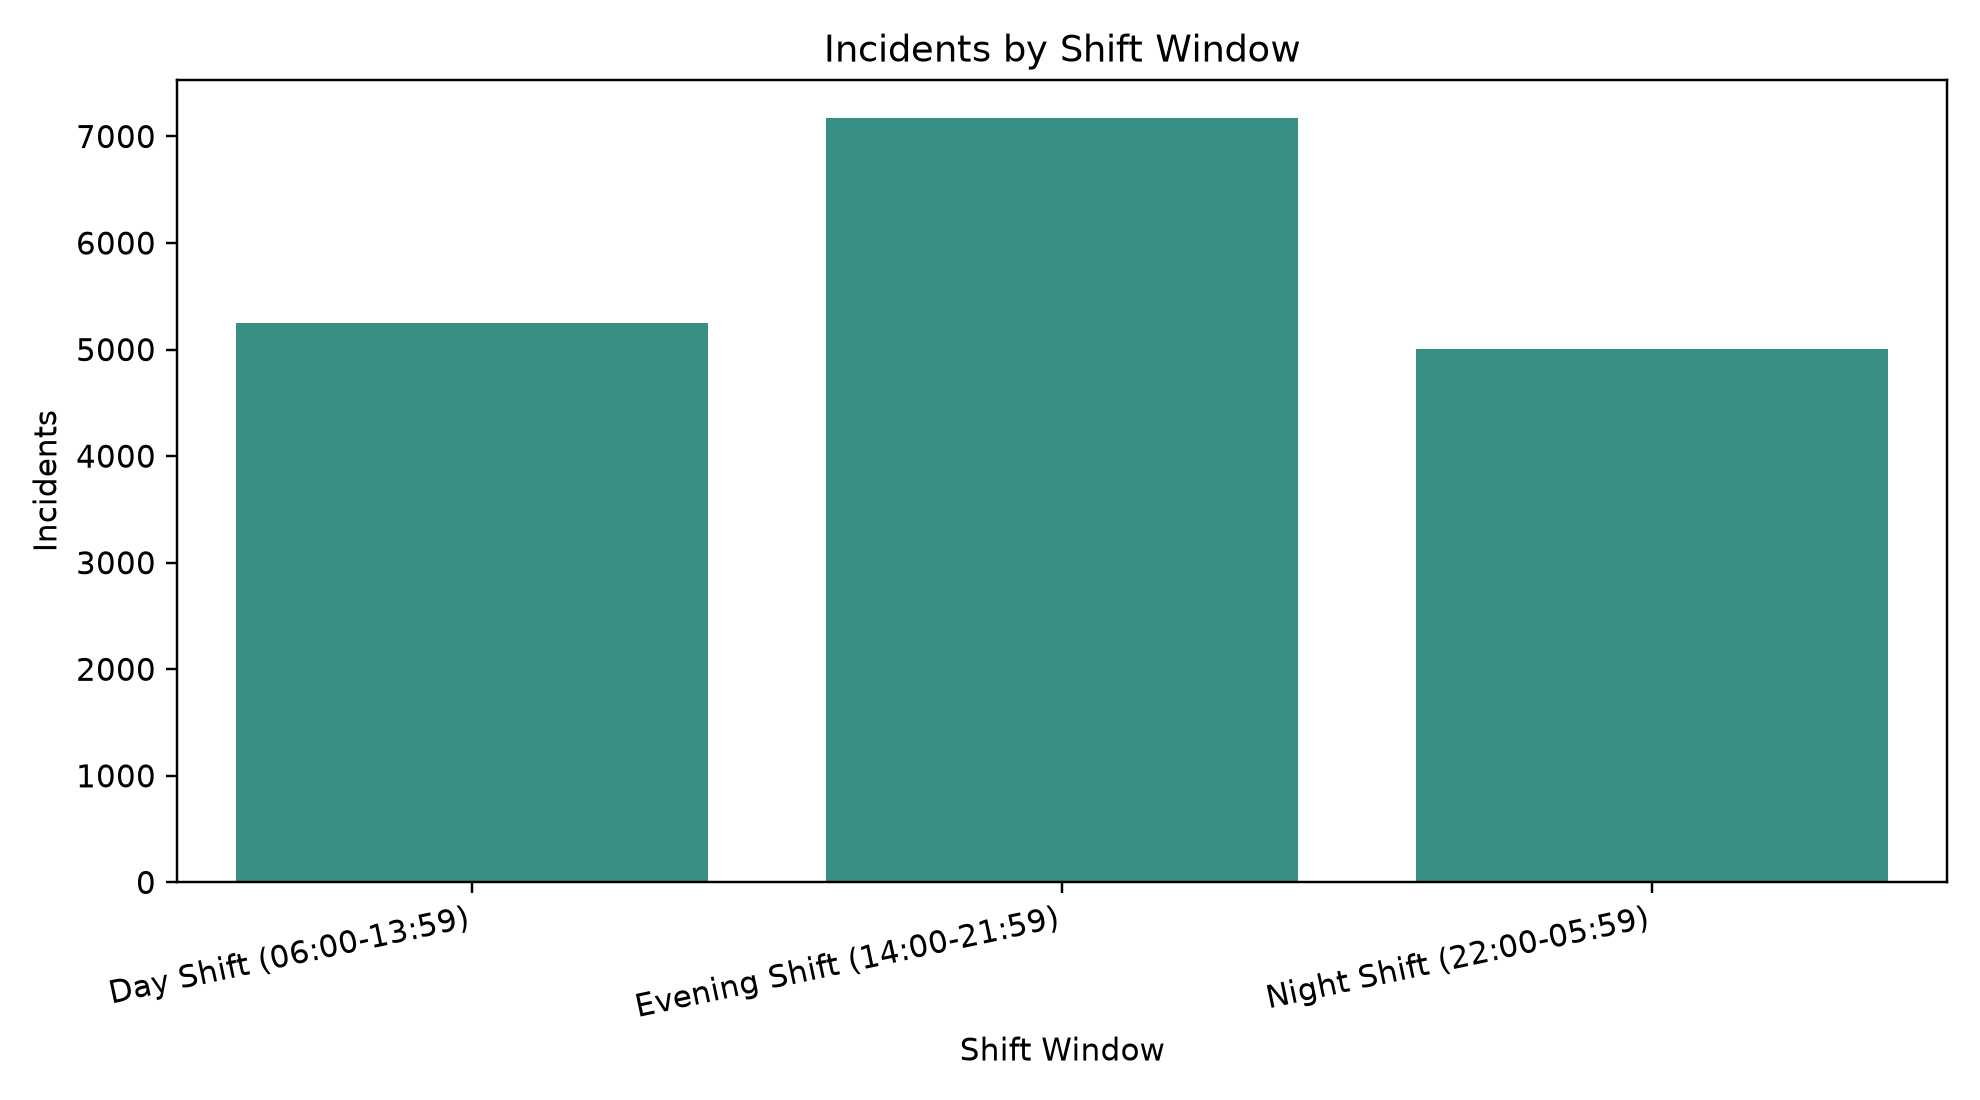 Incidents by Shift Window
7000
6000
5000
4000
3000
2000
1000
0
Incidents
Day Shift (06:00-13:59)
Evening Shift (14:00-21:59)
Night Shift (22:00-05:59)
Shift Window